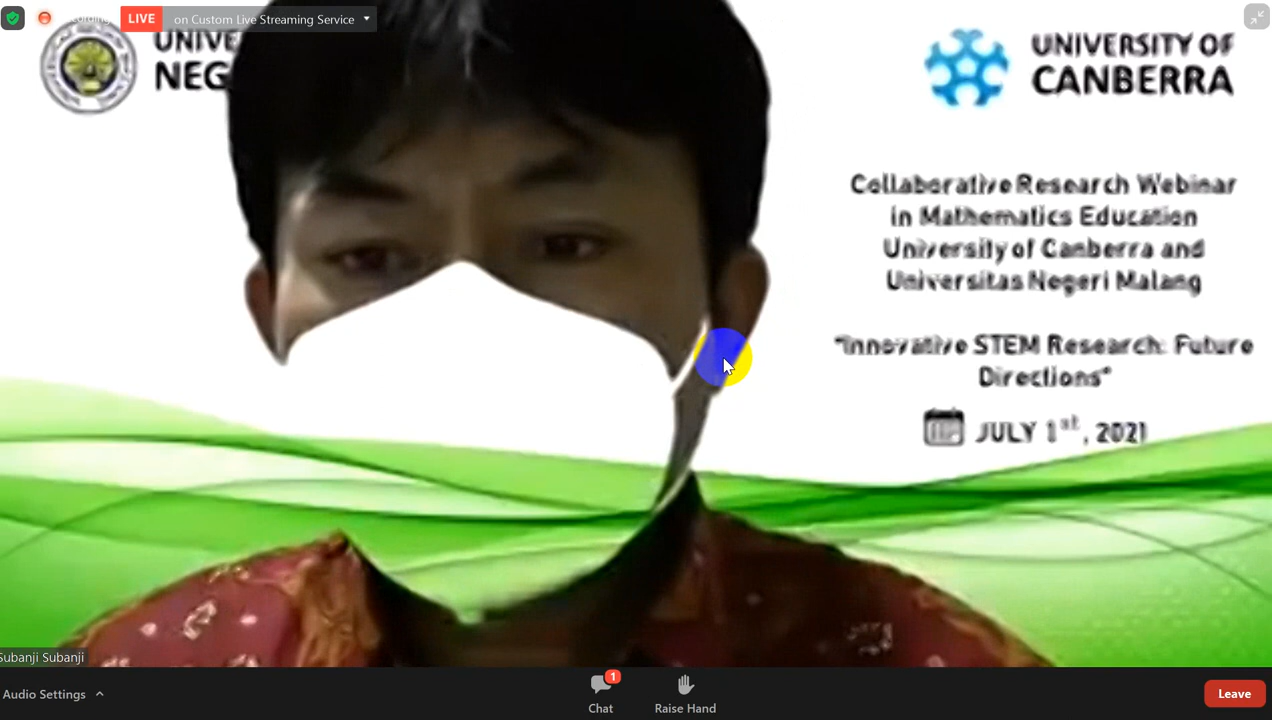 LIVE on Custom Live Streaming Service
UNIVE
NEG
UNIVERSITY OF
CANBERRA
Collaborative Research Webinar
in Mathematics Education
University of Canberra and
Universitas Negeri Malang
"Innovative STEM Research: Future
Directions"
JULY 1st, 2021
Subanji Subanji
Audio Settings
1
Chat
Raise Hand
Leave